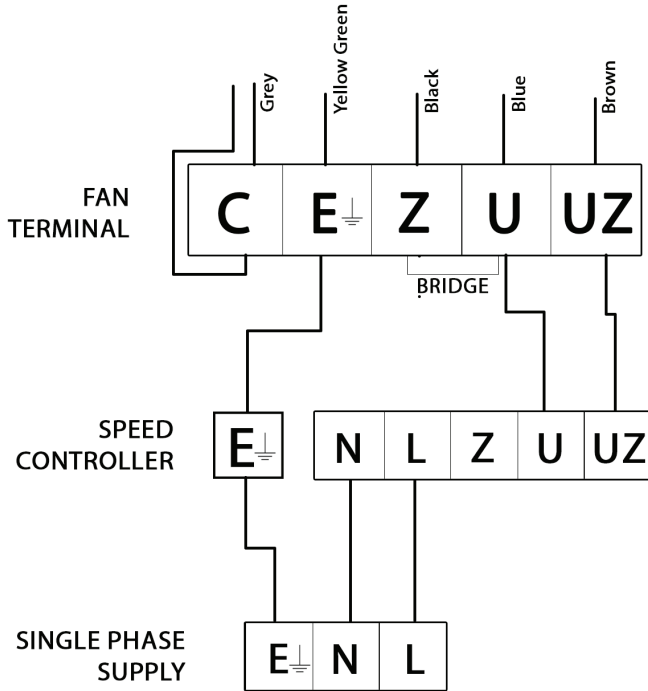 Grey
Yellow Green
Black
Blue
Brown
FAN
TERMINAL
C E Z U UZ
BRIDGE
SPEED
CONTROLLER
E N L Z U UZ
SINGLE PHASE
SUPPLY
E N L